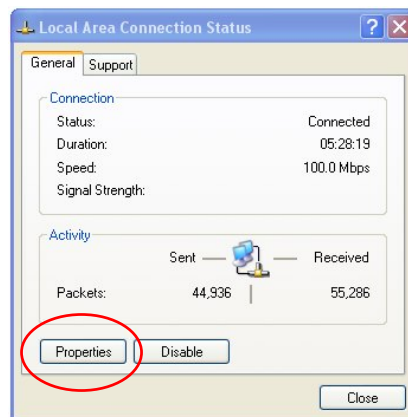 Local Area Connection Status
General Support
Connection
Status: Connected
Duration: 05:28:19
Speed: 100.0 Mbps
Signal Strength:
Activity
Sent Received
Packets: 44,936 55,286
Properties Disable
Close